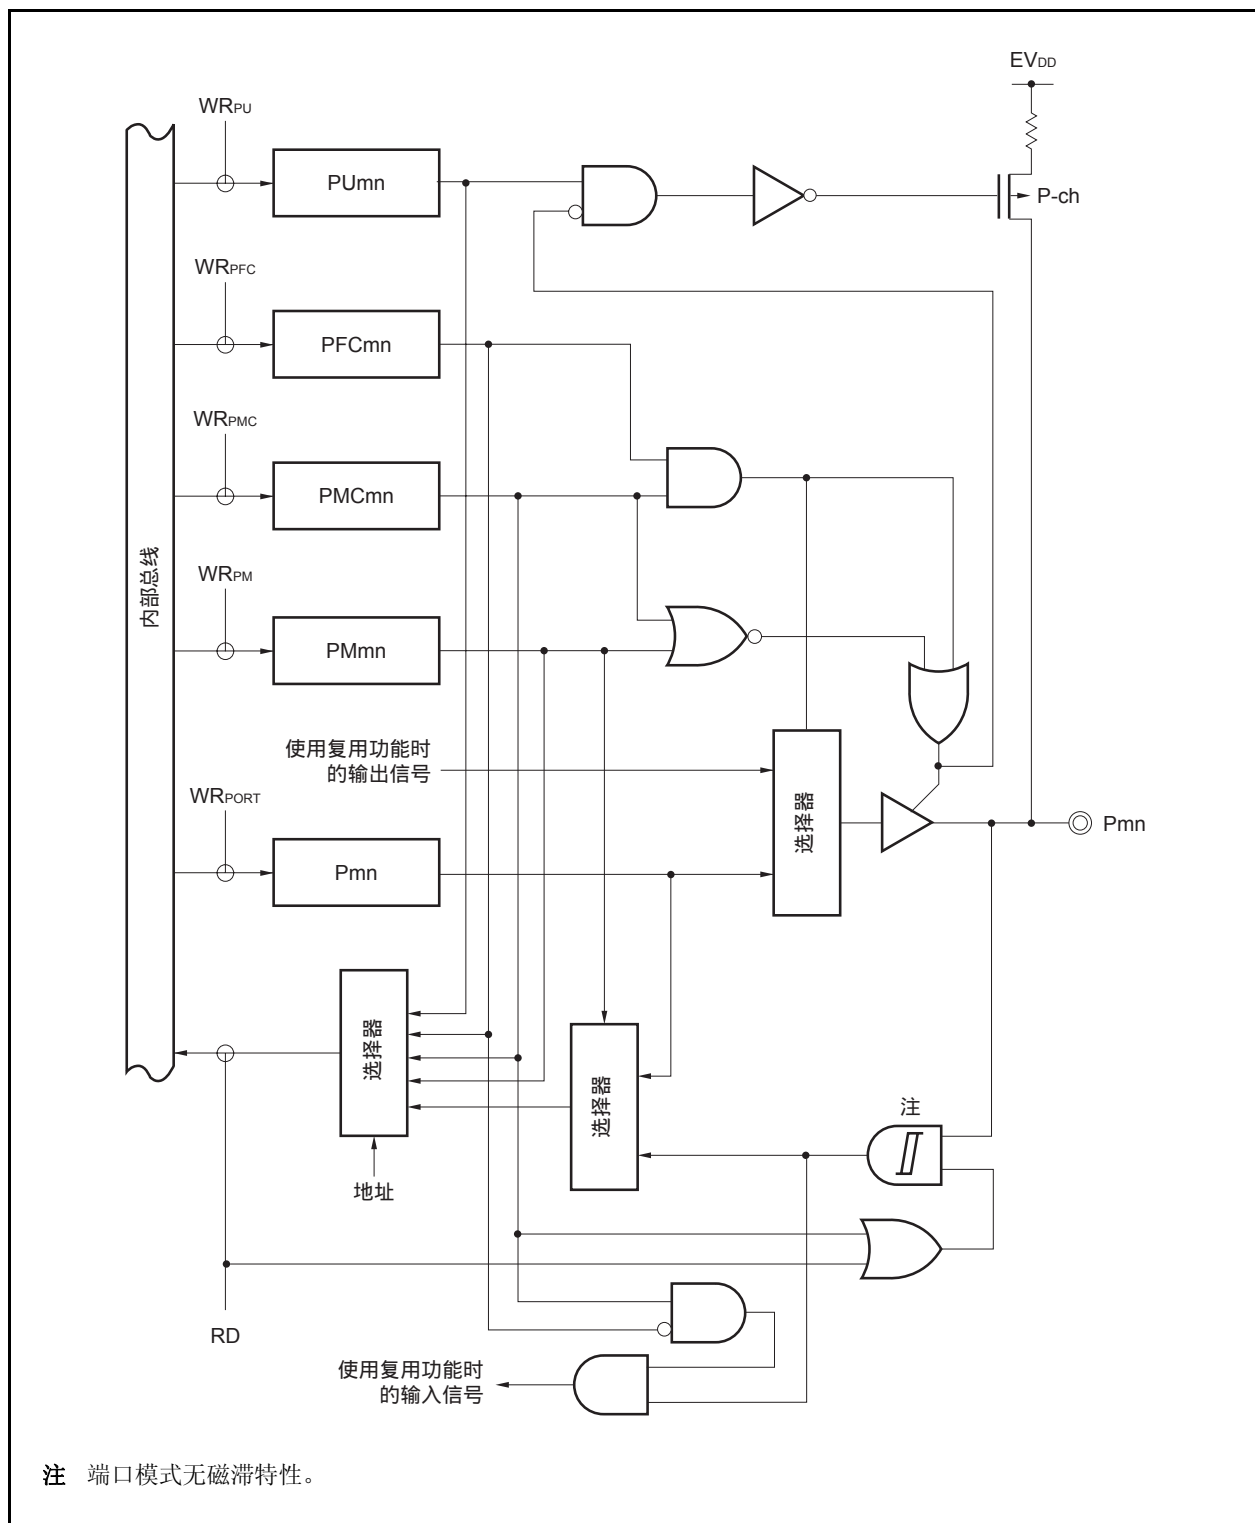 EVDD
WRPU
PUmn
P-ch
WRPFC
PFCmn
WRPMC
PMCmn
内部总线
WRPM
PMmn
使用复用功能时
的输出信号
选择器
WRPORT
Pmn
Pmn
选择器
选择器
注
地址
RD
使用复用功能时
的输入信号
注 端口模式无磁滞特性。